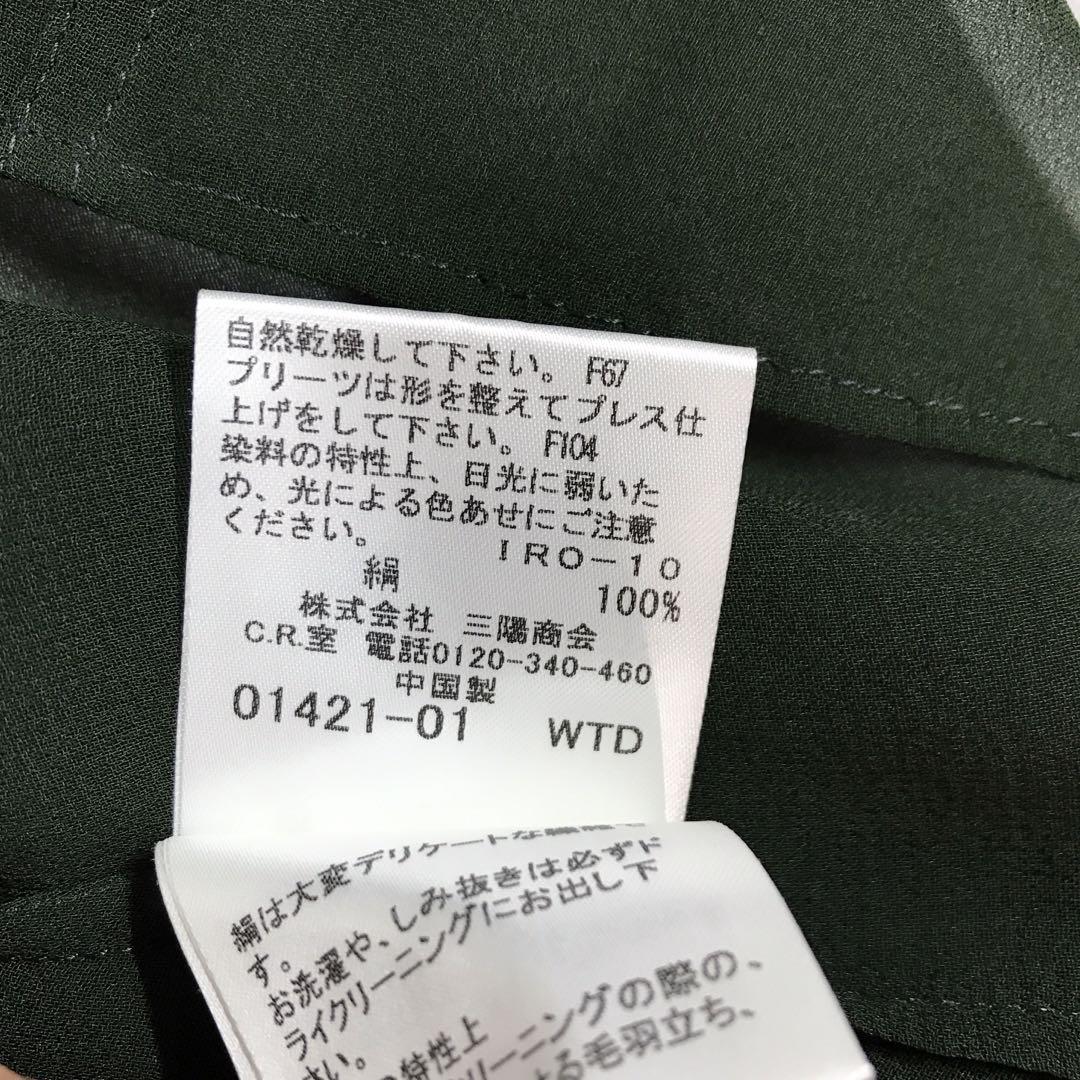 自然乾燥して下さい。 F67
プリーツは形を整えてプレス仕
上げをして下さい。 F104
染料の特性上、日光に弱いた
め、光による色あせにご注意
ください。 IRO-10
絹 100%
株式会社 三陽商会
C.R.室 電話0120-340-460
中国製
01421-01 WTD
絹は大変デリケートな
す。
お洗濯や、しみ抜きは必ずド
ライクリーニングにお出し下
さい。
の特性上
リーニングの際の、
る毛羽立ち、